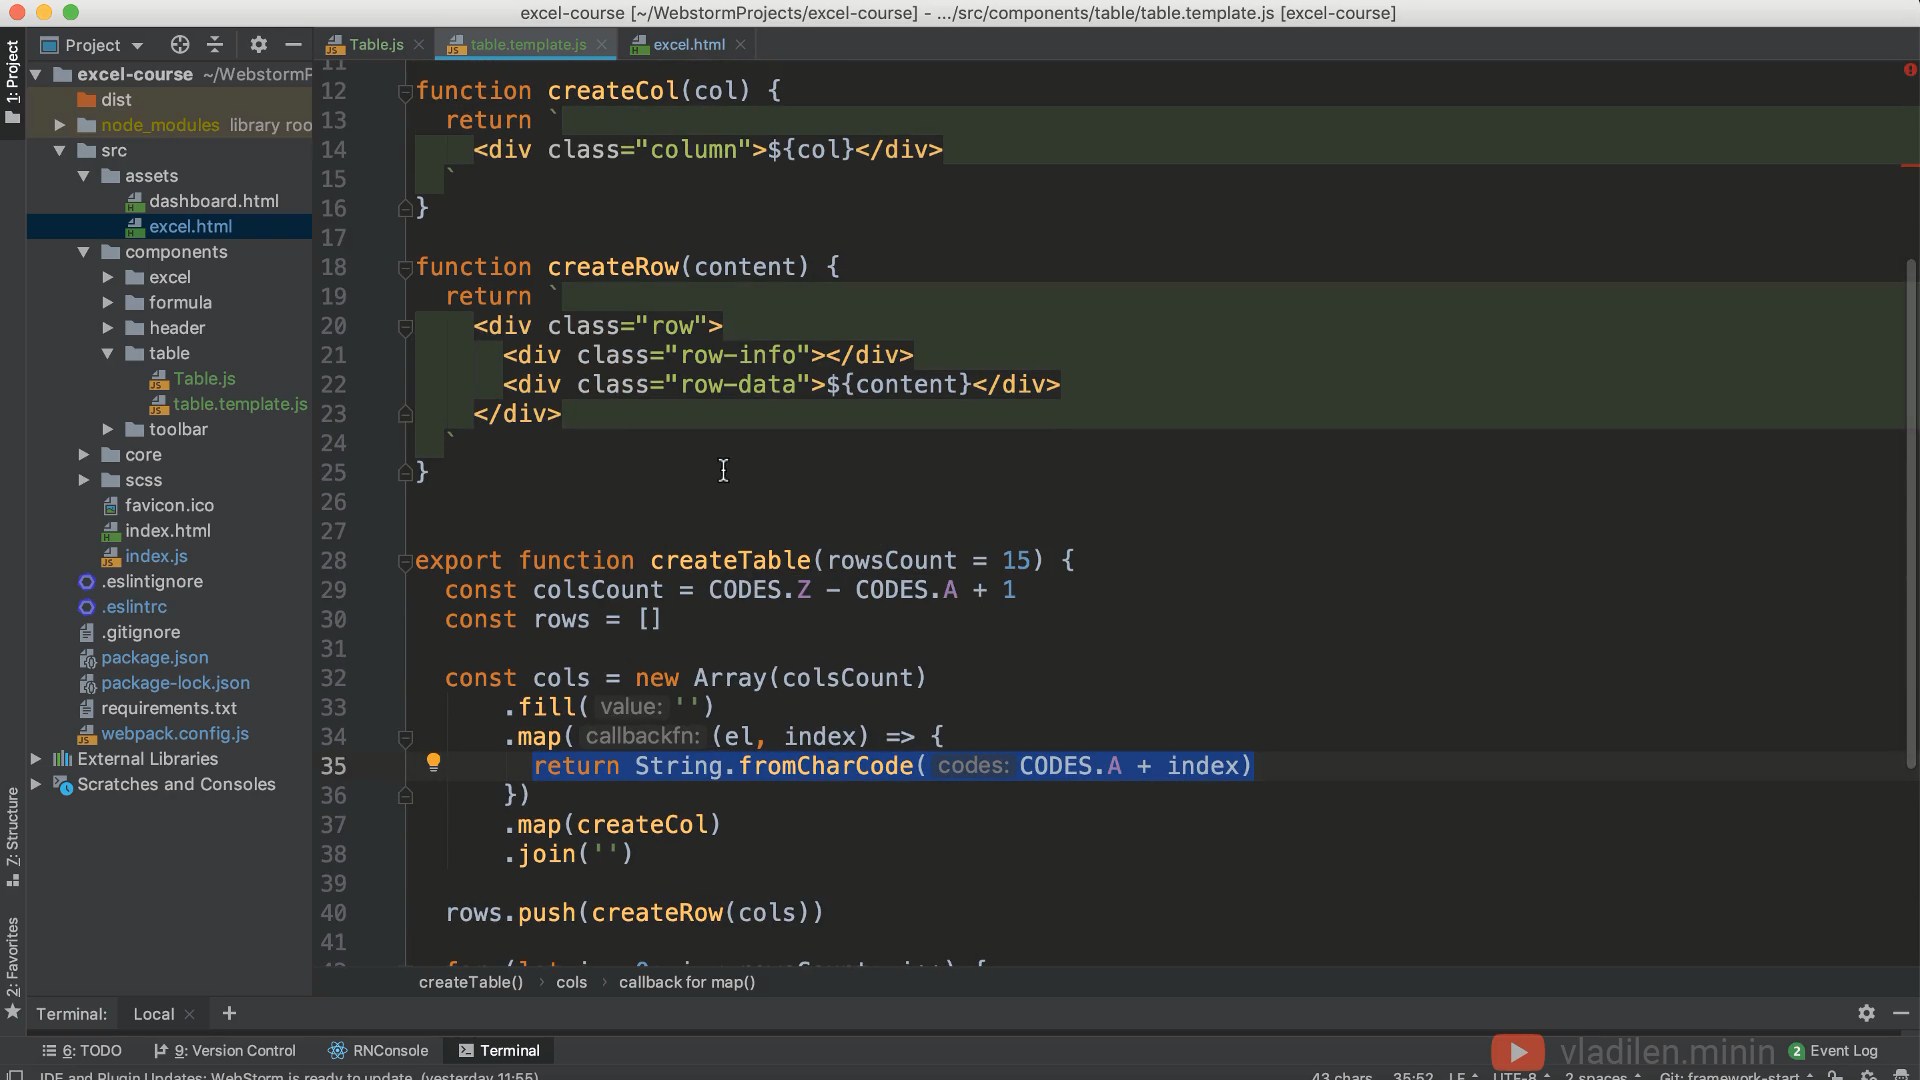 excel-course [~/WebstormProjects/excel-course] - .../src/components/table/table.template.js [excel-course]
Project
Table.js
table.template.js
excel.html
1: Project
excel-course ~/WebstormP
dist
node_modules library roo
src
assets
dashboard.html
excel.html
components
excel
formula
header
table
Table.js
table.template.js
toolbar
core
scss
favicon.ico
index.html
index.js
.eslintignore
.eslintrc
.gitignore
package.json
package-lock.json
requirements.txt
webpack.config.js
External Libraries
Scratches and Consoles
7: Structure
2: Favorites
11
12 function createCol(col) {
13 return `
14 <div class="column">${col}</div>
15 `
16 }
17
18 function createRow(content) {
19 return `
20 <div class="row">
21 <div class="row-info"></div>
22 <div class="row-data">${content}</div>
23 </div>
24 `
25 }
26
27
28 export function createTable(rowsCount = 15) {
29 const colsCount = CODES.Z - CODES.A + 1
30 const rows = []
31
32 const cols = new Array(colsCount)
33 .fill( value: '')
34 .map( callbackfn: (el, index) => {
35 return String.fromCharCode( codes: CODES.A + index)
36 })
37 .map(createCol)
38 .join('')
39
40 rows.push(createRow(cols))
41
createTable() › cols › callback for map()
Terminal: Local
6: TODO 9: Version Control RNConsole Terminal
vladilen.minin
2 Event Log
IDE and Plugin Updates: WebStorm is ready to update. (yesterday 11:55)
43 chars 35:52 LF UTF-8 2 spaces Git: framework-start